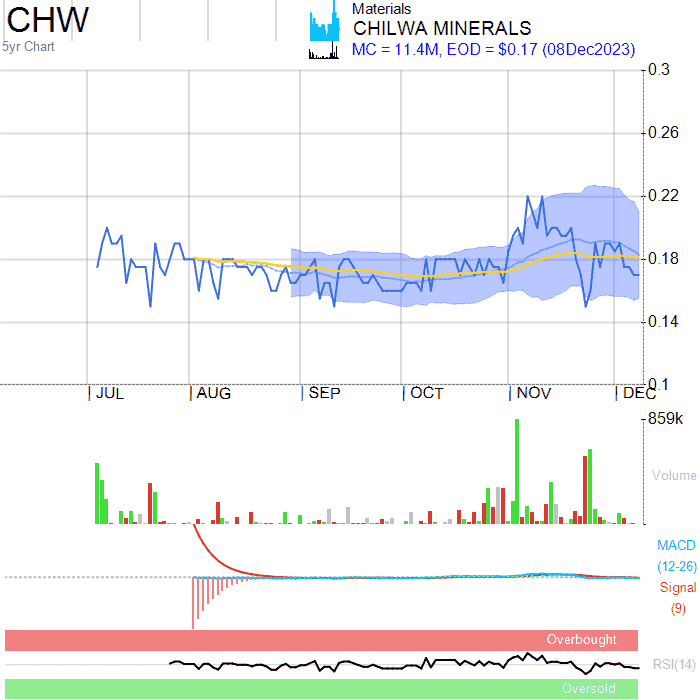 CHW
5yr Chart
Materials
CHILWA MINERALS
MC = 11.4M, EOD = $0.17 (08Dec2023)
0.3
0.26
0.22
0.18
0.14
0.1
JUL AUG SEP OCT NOV DEC
859k
Volume
MACD
(12-26)
Signal
(9)
Overbought
RSI(14)
Oversold